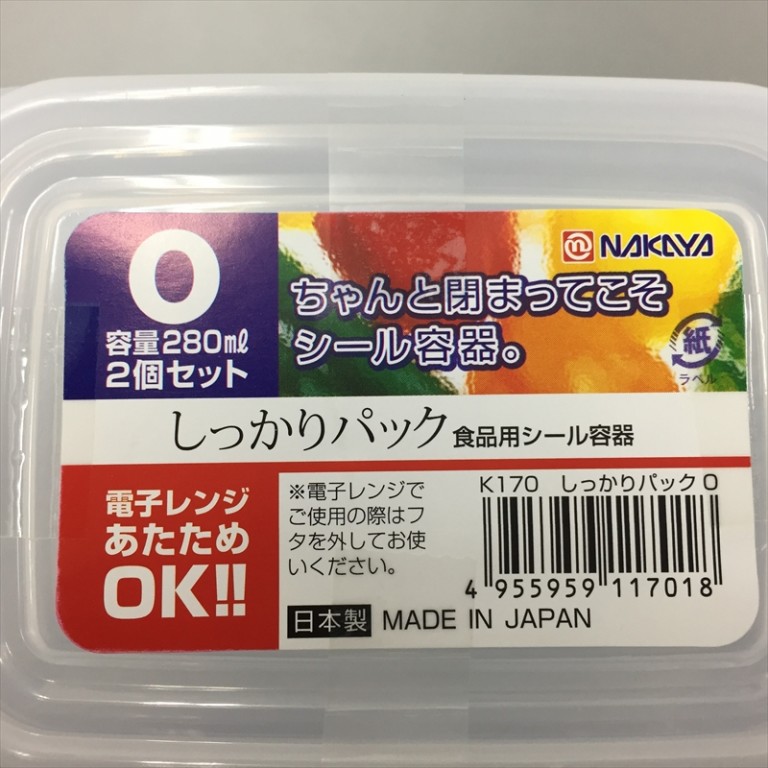 O
容量280ml
2個セット
NAKAYA
ちゃんと閉まってこそ
シール容器。
紙
ラベル
しっかりパック 食品用シール容器
電子レンジ
あたため
OK!!
※電子レンジで
ご使用の際はフ
タを外してお使
いください。
K170 しっかりパック O
4 955959 117018
日本製 MADE IN JAPAN